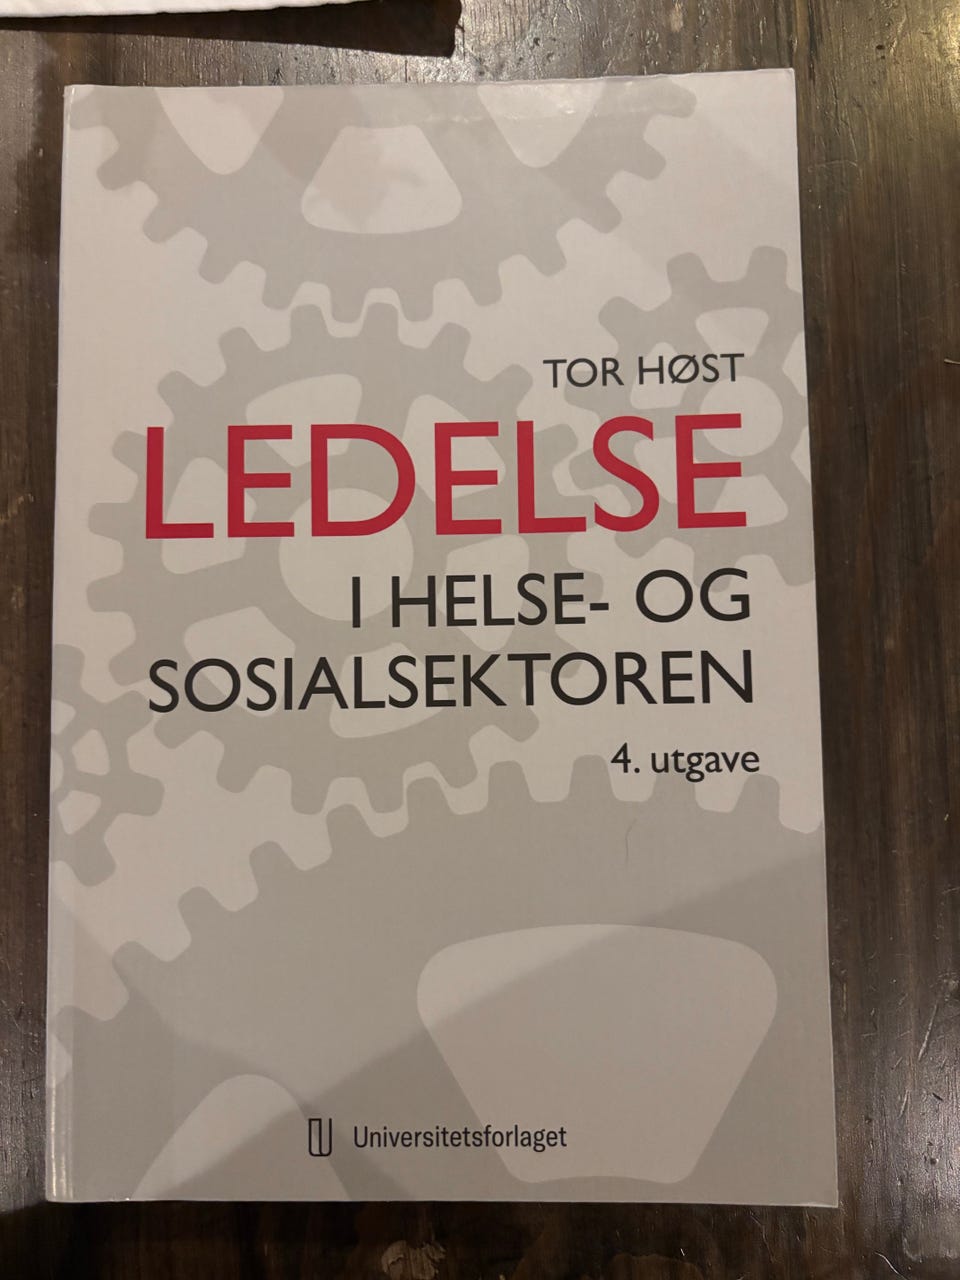 TOR HØST
LEDELSE
I HELSE- OG
SOSIALSEKTOREN
4. utgave
Universitetsforlaget